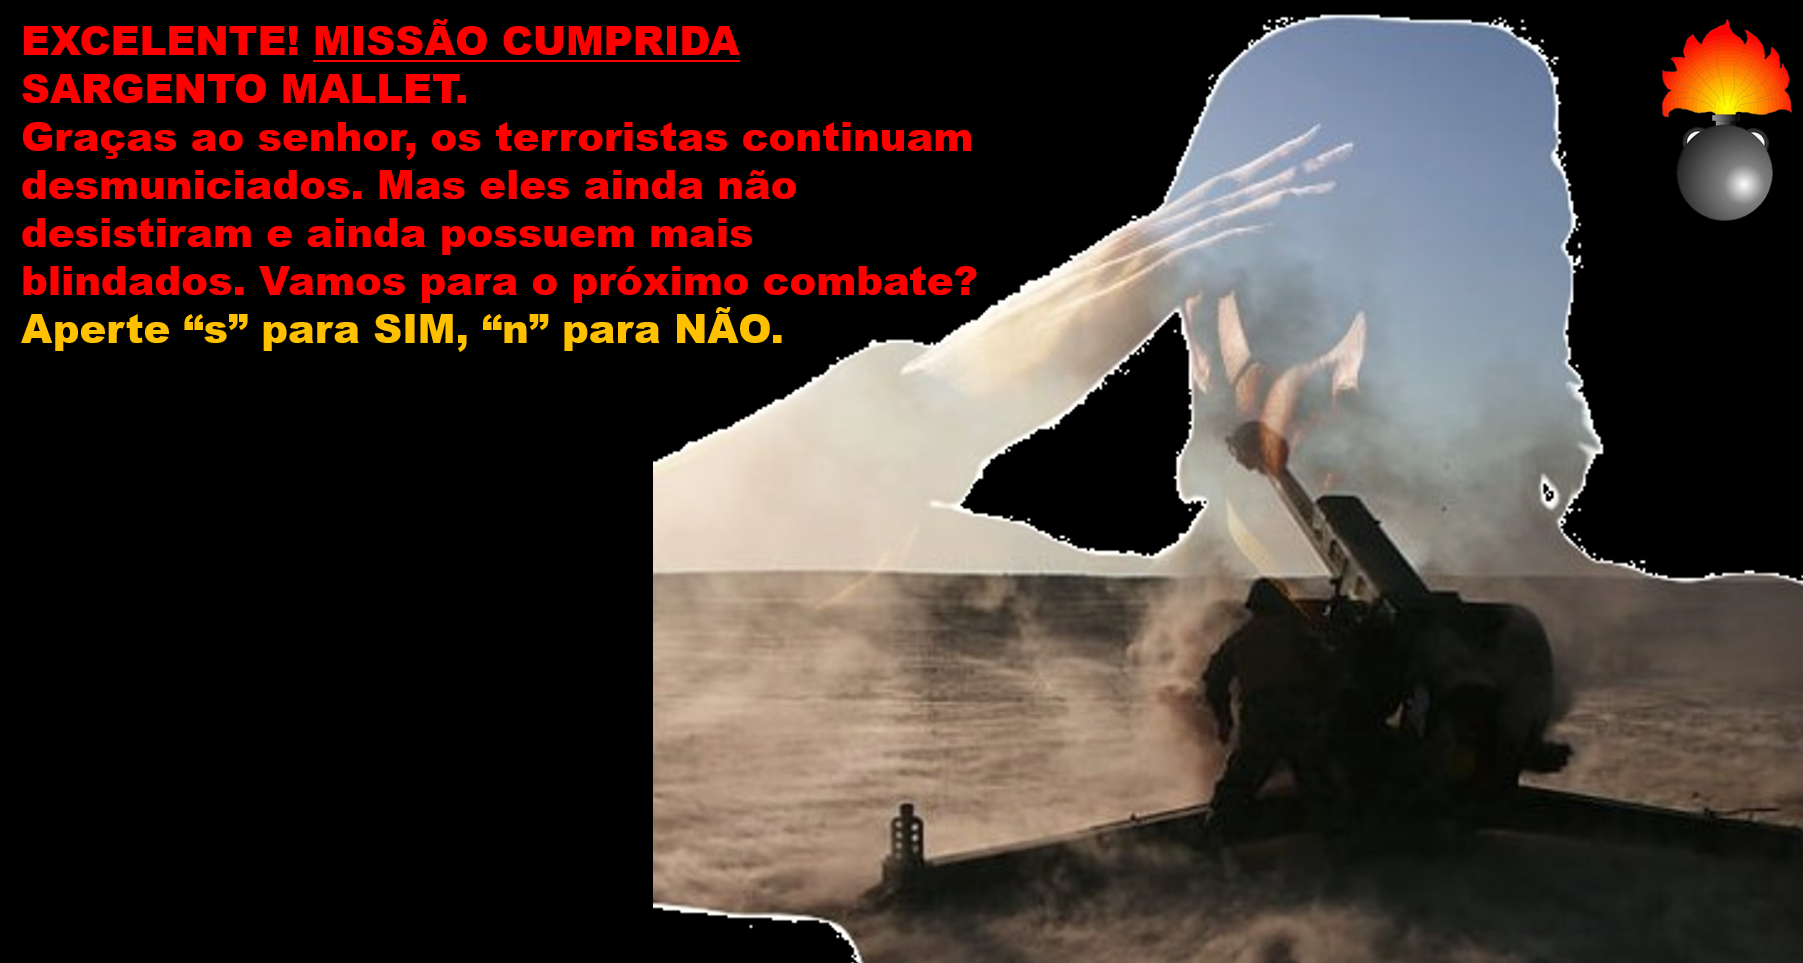 EXCELENTE! MISSÃO CUMPRIDA
SARGENTO MALLET.
Graças ao senhor, os terroristas continuam
desmuniciados. Mas eles ainda não
desistiram e ainda possuem mais
blindados. Vamos para o próximo combate?
Aperte “s” para SIM, “n” para NÃO.